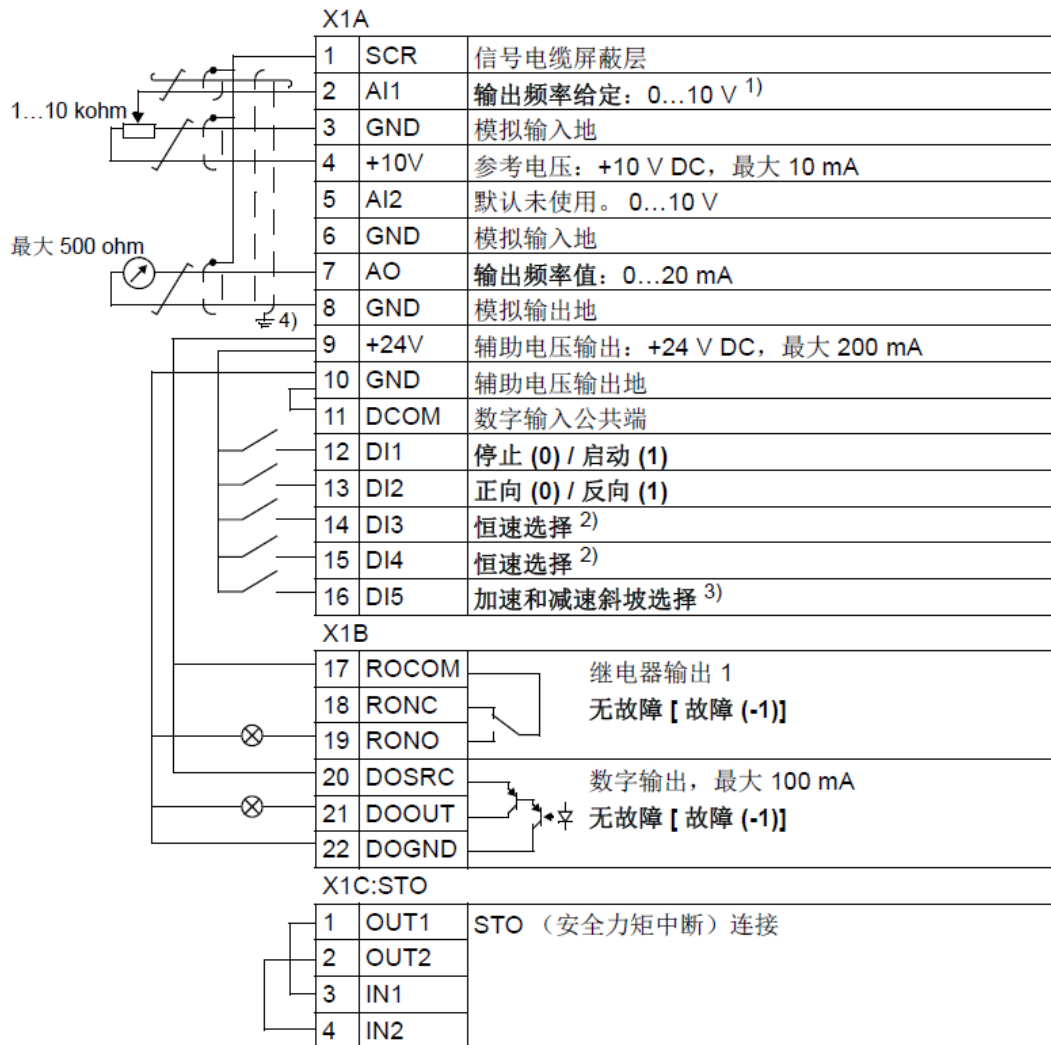 X1A
1 SCR 信号电缆屏蔽层
2 AI1 输出频率给定：0…10 V 1)
1…10 kohm
3 GND 模拟输入地
4 +10V 参考电压：+10 V DC，最大 10 mA
5 AI2 默认未使用。 0…10 V
6 GND 模拟输入地
最大 500 ohm
7 AO 输出频率值：0…20 mA
8 GND 模拟输出地
4)
9 +24V 辅助电压输出：+24 V DC，最大 200 mA
10 GND 辅助电压输出地
11 DCOM 数字输入公共端
12 DI1 停止 (0) / 启动 (1)
13 DI2 正向 (0) / 反向 (1)
14 DI3 恒速选择 2)
15 DI4 恒速选择 2)
16 DI5 加速和减速斜坡选择 3)
X1B
17 ROCOM 继电器输出 1
18 RONC 无故障 [ 故障 (-1)]
19 RONO
20 DOSRC 数字输出，最大 100 mA
21 DOOUT 无故障 [ 故障 (-1)]
22 DOGND
X1C:STO
1 OUT1 STO （安全力矩中断）连接
2 OUT2
3 IN1
4 IN2